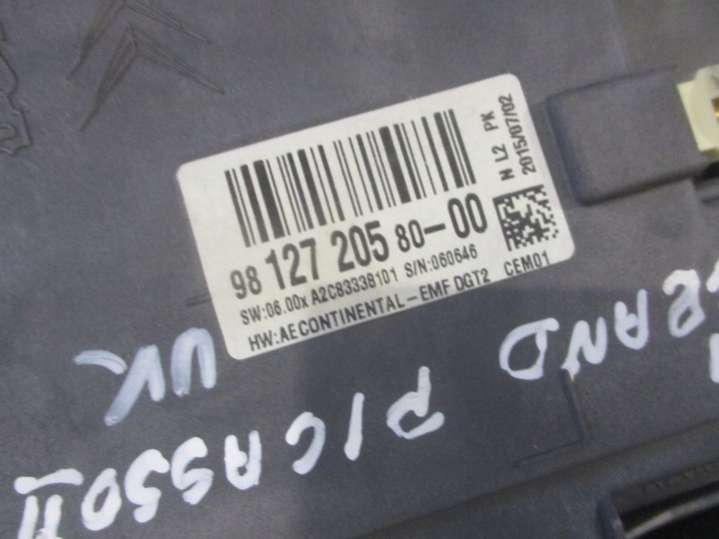 N L2 PK
2015/07/02
98 127 205 80-00
SW:06.00x A2C83338101 S/N:060646
HW:AE CONTINENTAL-EMF DGT2 CEM01
GRAND
PICASSO II
UK